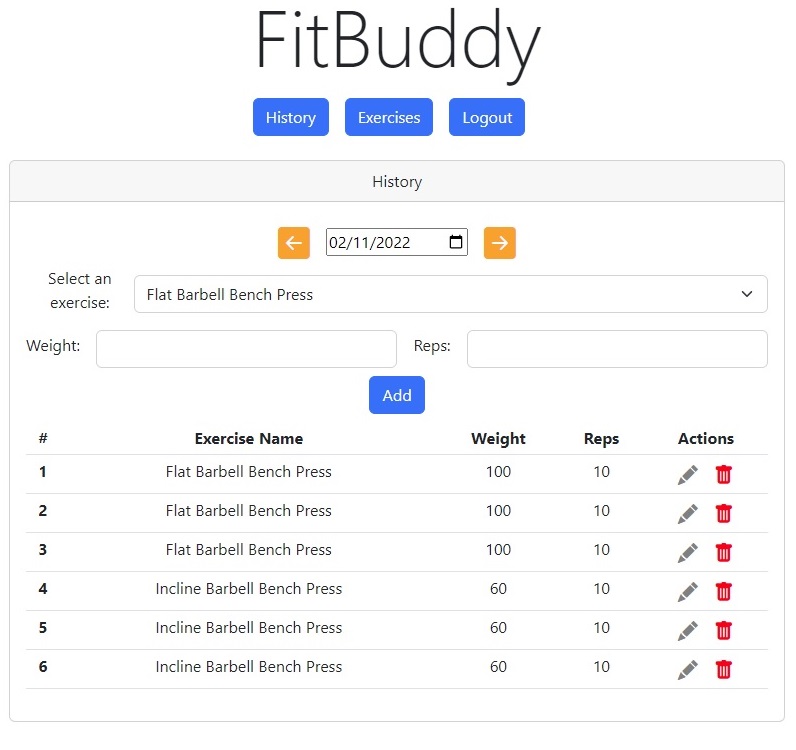 FitBuddy
History Exercises Logout
History
02/11/2022
Select an
exercise:
Flat Barbell Bench Press
Weight: Reps:
Add
# Exercise Name Weight Reps Actions
1 Flat Barbell Bench Press 100 10
2 Flat Barbell Bench Press 100 10
3 Flat Barbell Bench Press 100 10
4 Incline Barbell Bench Press 60 10
5 Incline Barbell Bench Press 60 10
6 Incline Barbell Bench Press 60 10